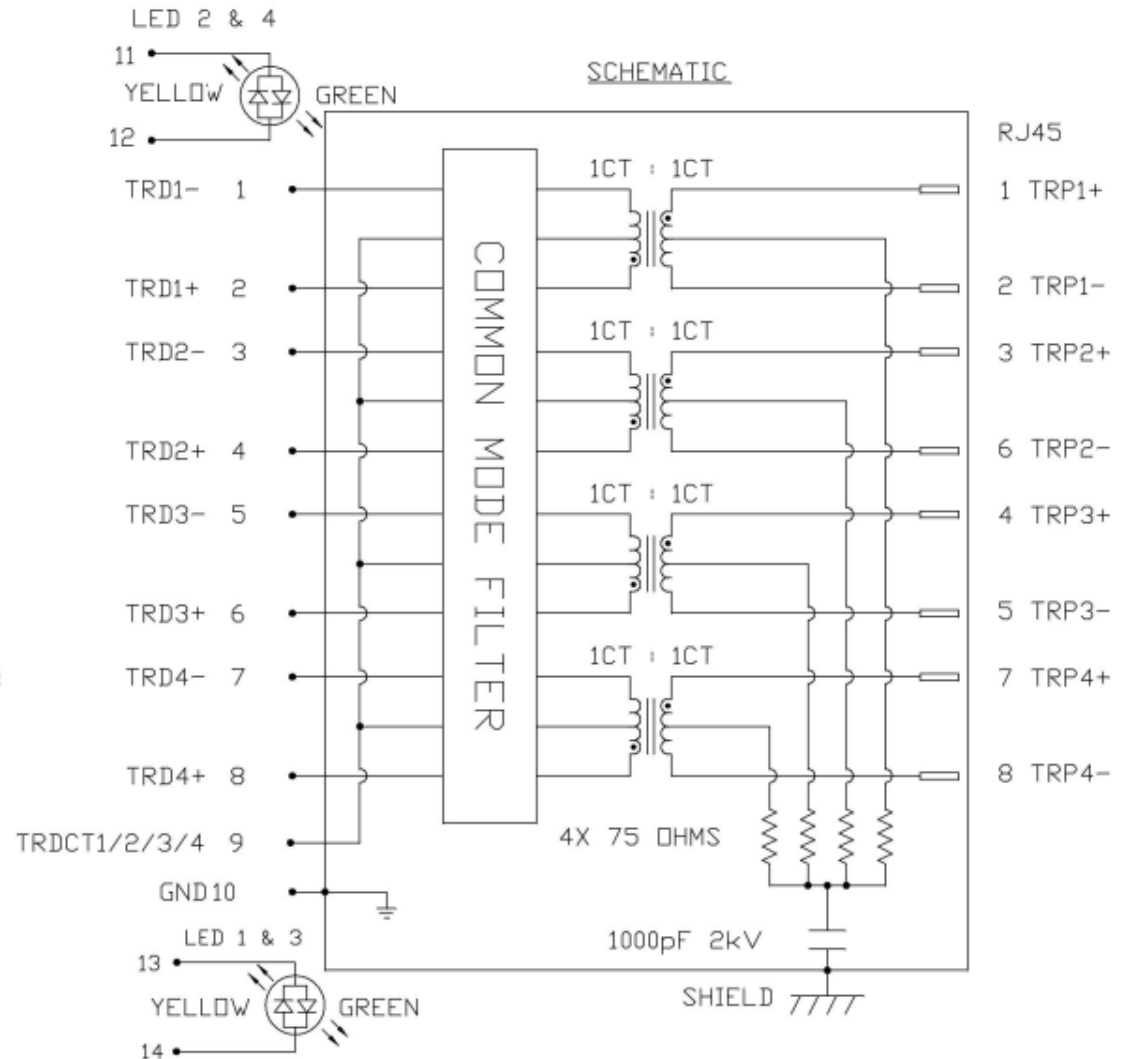 LED 2 & 4
11
YELLOW GREEN
12
SCHEMATIC
RJ45
1CT : 1CT
TRD1- 1
1 TRP1+
TRD1+ 2
2 TRP1-
1CT : 1CT
TRD2- 3
3 TRP2+
TRD2+ 4
6 TRP2-
1CT : 1CT
TRD3- 5
4 TRP3+
TRD3+ 6
5 TRP3-
1CT : 1CT
TRD4- 7
7 TRP4+
TRD4+ 8
8 TRP4-
COMMON MODE FILTER
TRDCT1/2/3/4 9
4X 75 OHMS
GND 10
1000pF 2kV
SHIELD
LED 1 & 3
13
YELLOW GREEN
14